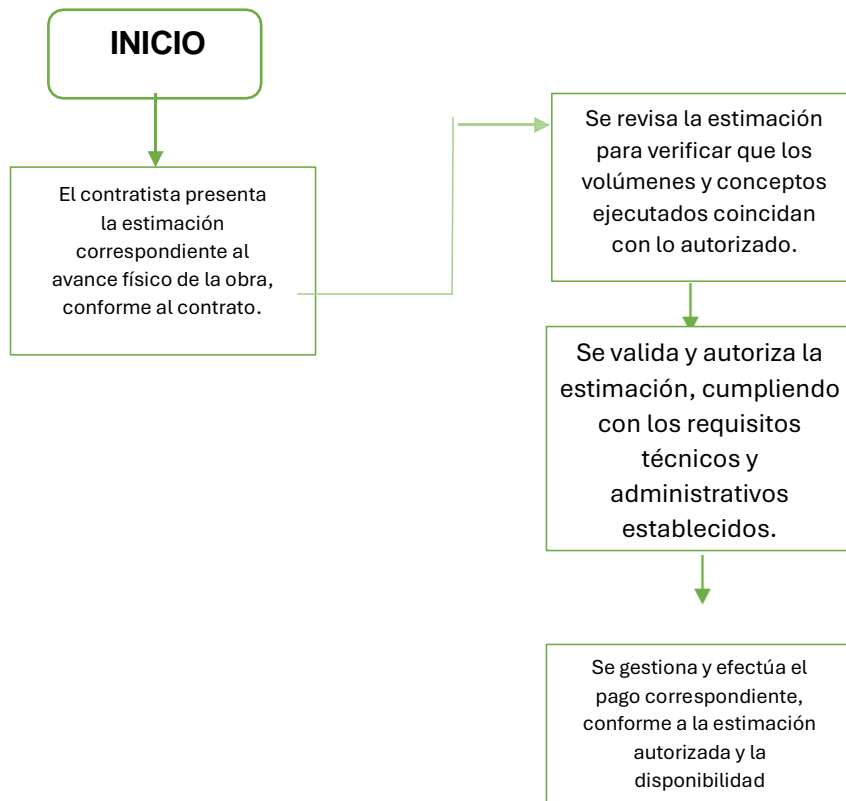 INICIO
El contratista presenta
la estimación
correspondiente al
avance físico de la obra,
conforme al contrato.
Se revisa la estimación
para verificar que los
volúmenes y conceptos
ejecutados coincidan
con lo autorizado.
Se valida y autoriza la
estimación, cumpliendo
con los requisitos
técnicos y
administrativos
establecidos.
Se gestiona y efectúa el
pago correspondiente,
conforme a la estimación
autorizada y la
disponibilidad